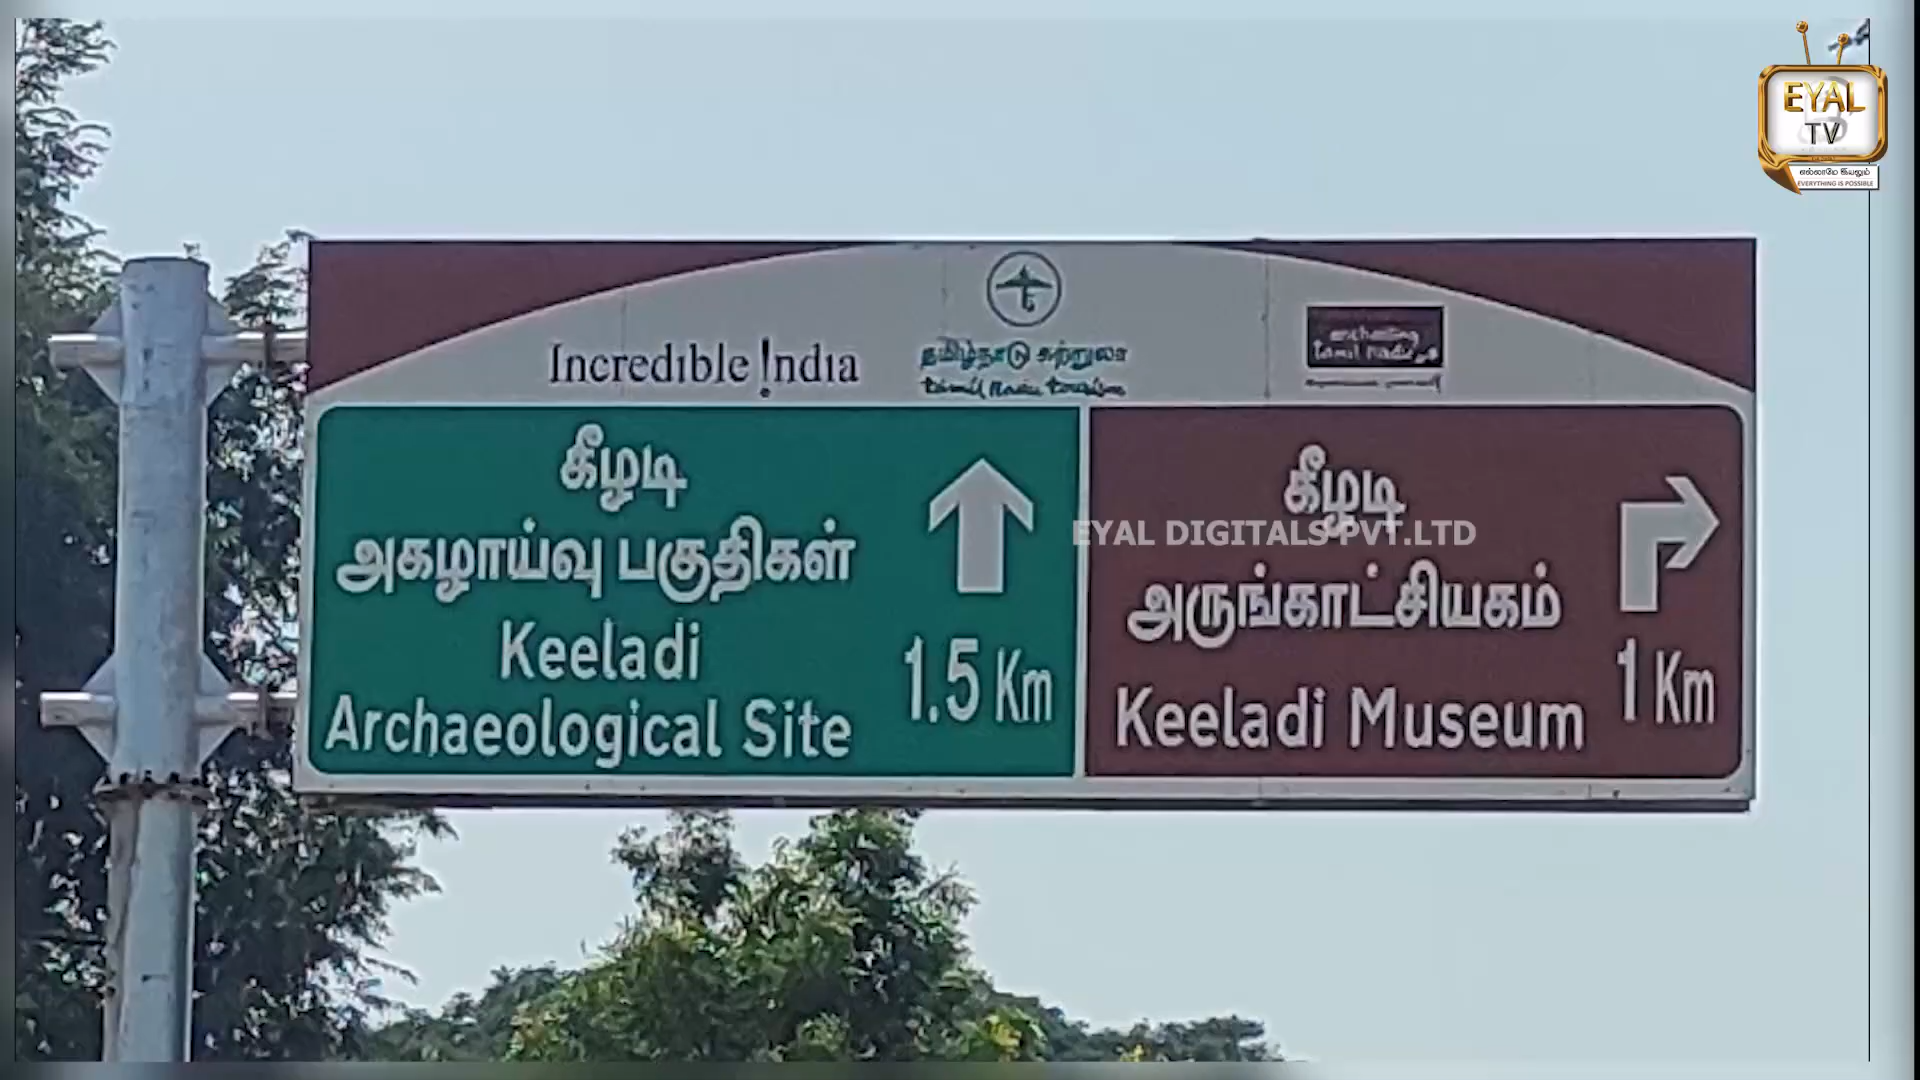 EYAL
TV
எல்லாமே இயலும்
EVERYTHING IS POSSIBLE
Incredible !ndia
தமிழ்நாடு சுற்றுலா
tamil nadu tourism
enchanting
tamil nadu
கீழடி
அகழாய்வு பகுதிகள்
Keeladi
Archaeological Site
1.5 Km
கீழடி
அருங்காட்சியகம்
Keeladi Museum
1 Km
EYAL DIGITALS PVT.LTD